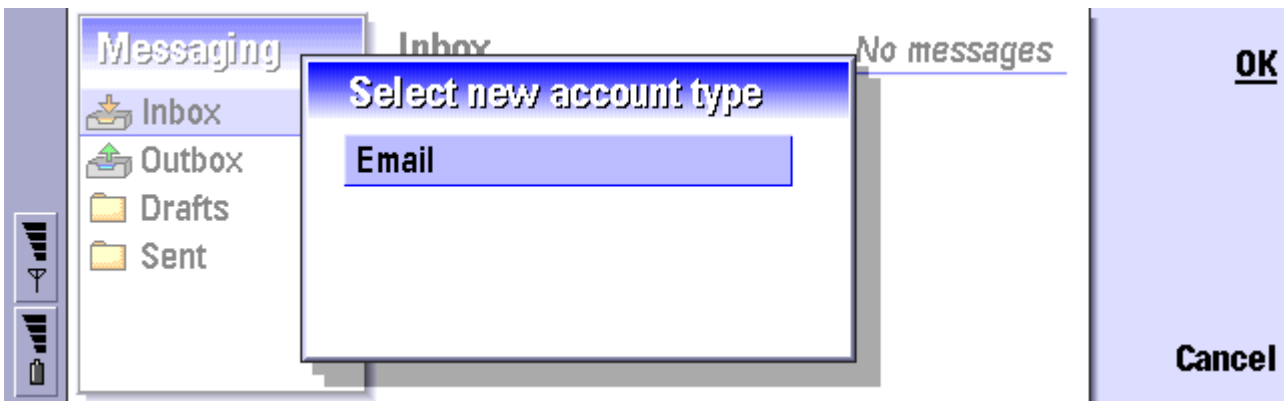 Messaging
Inbox
Outbox
Drafts
Sent
Inbox
No messages
Select new account type
Email
OK
Cancel